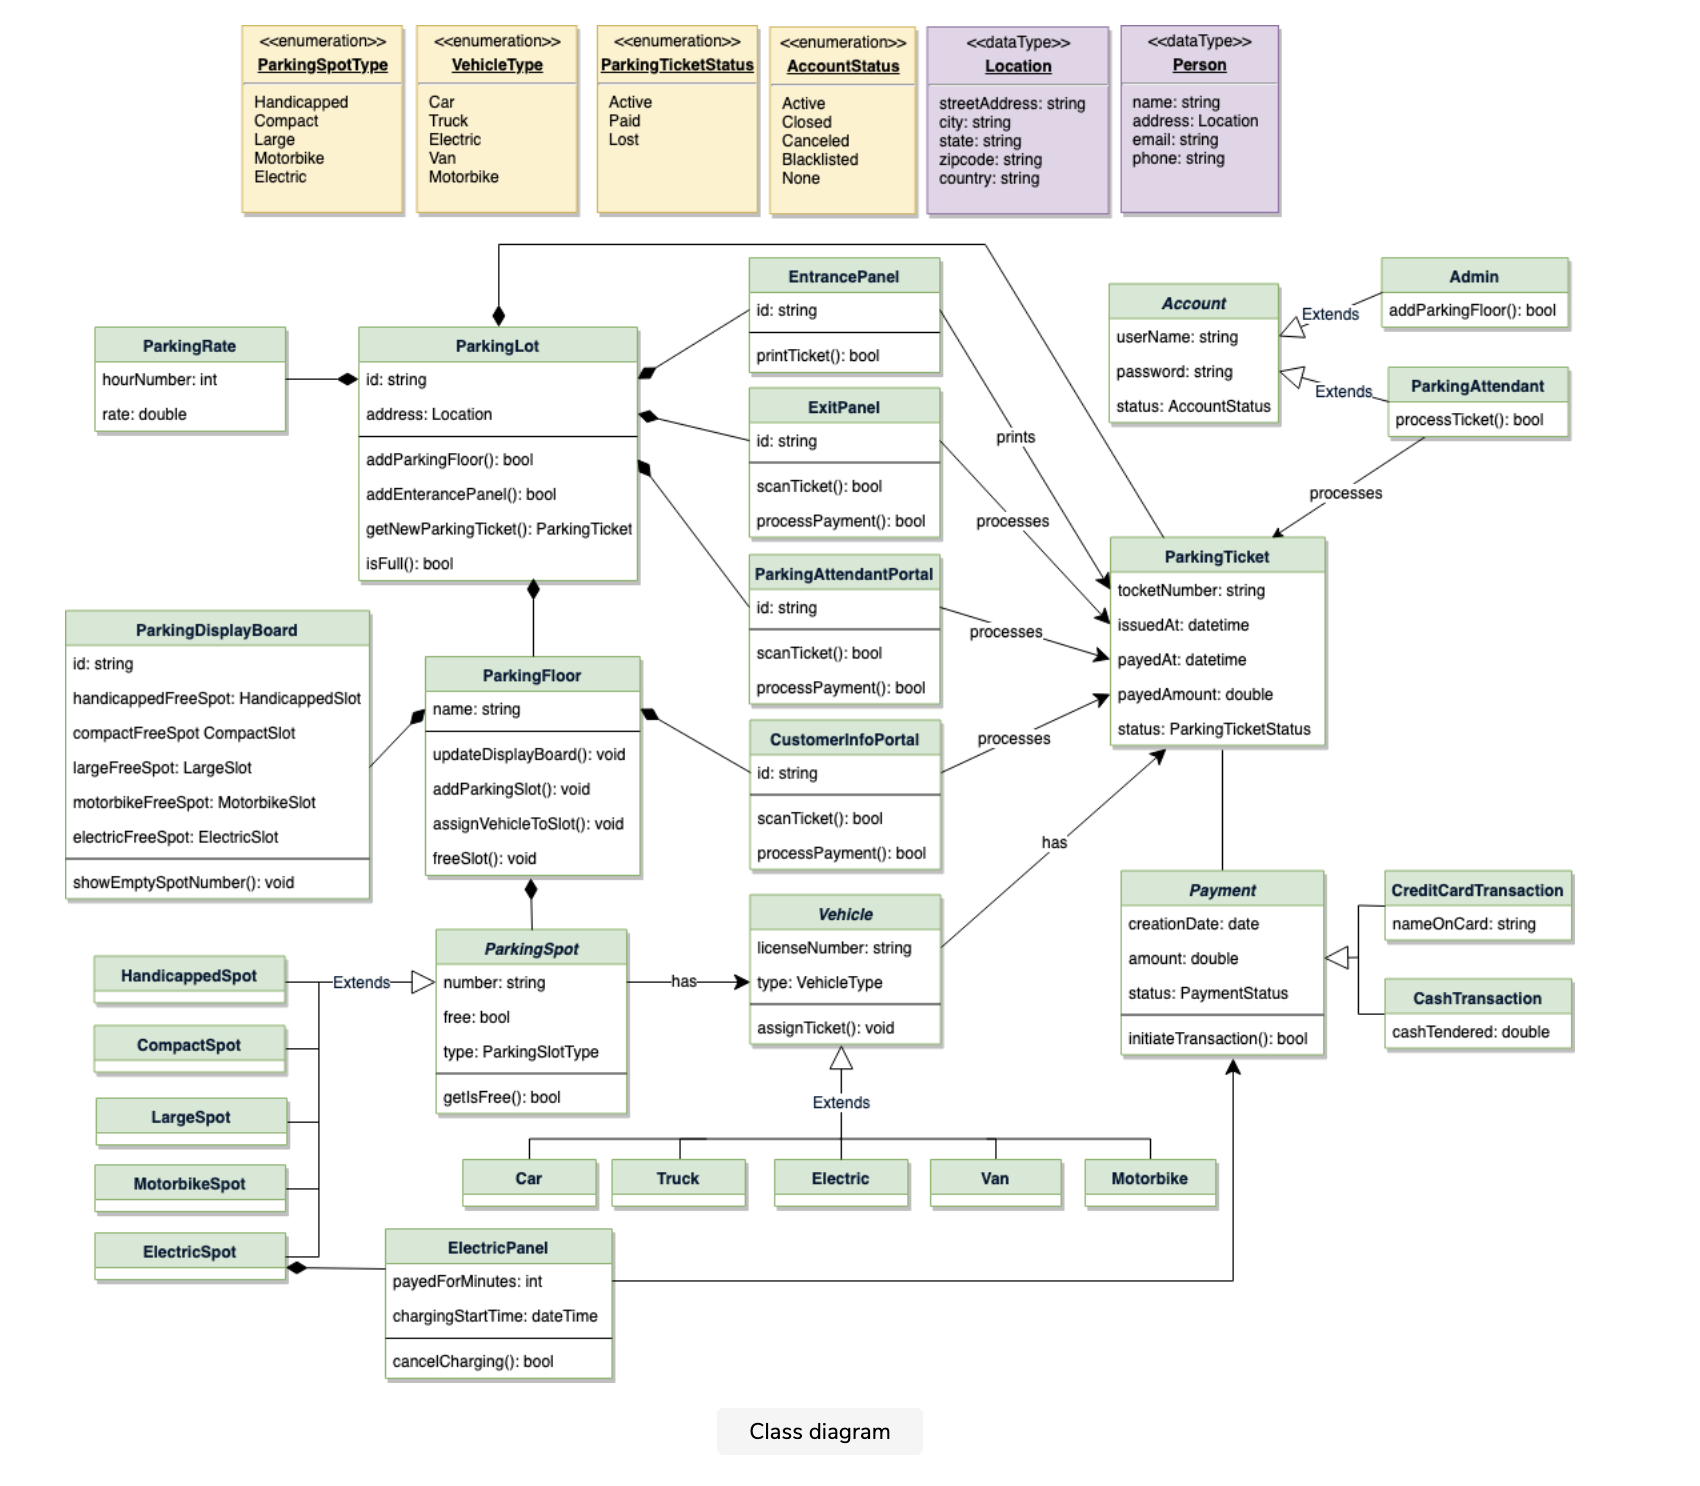 <<enumeration>>
ParkingSpotType
Handicapped
Compact
Large
Motorbike
Electric
<<enumeration>>
VehicleType
Car
Truck
Electric
Van
Motorbike
<<enumeration>>
ParkingTicketStatus
Active
Paid
Lost
<<enumeration>>
AccountStatus
Active
Closed
Canceled
Blacklisted
None
<<dataType>>
Location
streetAddress: string
city: string
state: string
zipcode: string
country: string
<<dataType>>
Person
name: string
address: Location
email: string
phone: string
ParkingRate
hourNumber: int
rate: double
ParkingLot
id: string
address: Location
addParkingFloor(): bool
addEnterancePanel(): bool
getNewParkingTicket(): ParkingTicket
isFull(): bool
EntrancePanel
id: string
printTicket(): bool
ExitPanel
id: string
scanTicket(): bool
processPayment(): bool
ParkingAttendantPortal
id: string
scanTicket(): bool
processPayment(): bool
CustomerInfoPortal
id: string
scanTicket(): bool
processPayment(): bool
prints
processes
processes
processes
Account
userName: string
password: string
status: AccountStatus
Extends
Extends
Admin
addParkingFloor(): bool
ParkingAttendant
processTicket(): bool
processes
ParkingTicket
tocketNumber: string
issuedAt: datetime
payedAt: datetime
payedAmount: double
status: ParkingTicketStatus
ParkingDisplayBoard
id: string
handicappedFreeSpot: HandicappedSlot
compactFreeSpot CompactSlot
largeFreeSpot: LargeSlot
motorbikeFreeSpot: MotorbikeSlot
electricFreeSpot: ElectricSlot
showEmptySpotNumber(): void
ParkingFloor
name: string
updateDisplayBoard(): void
addParkingSlot(): void
assignVehicleToSlot(): void
freeSlot(): void
has
Payment
creationDate: date
amount: double
status: PaymentStatus
initiateTransaction(): bool
CreditCardTransaction
nameOnCard: string
CashTransaction
cashTendered: double
HandicappedSpot
CompactSpot
LargeSpot
MotorbikeSpot
ElectricSpot
Extends
ParkingSpot
number: string
free: bool
type: ParkingSlotType
getIsFree(): bool
has
Vehicle
licenseNumber: string
type: VehicleType
assignTicket(): void
Extends
Car
Truck
Electric
Van
Motorbike
ElectricPanel
payedForMinutes: int
chargingStartTime: dateTime
cancelCharging(): bool
Class diagram